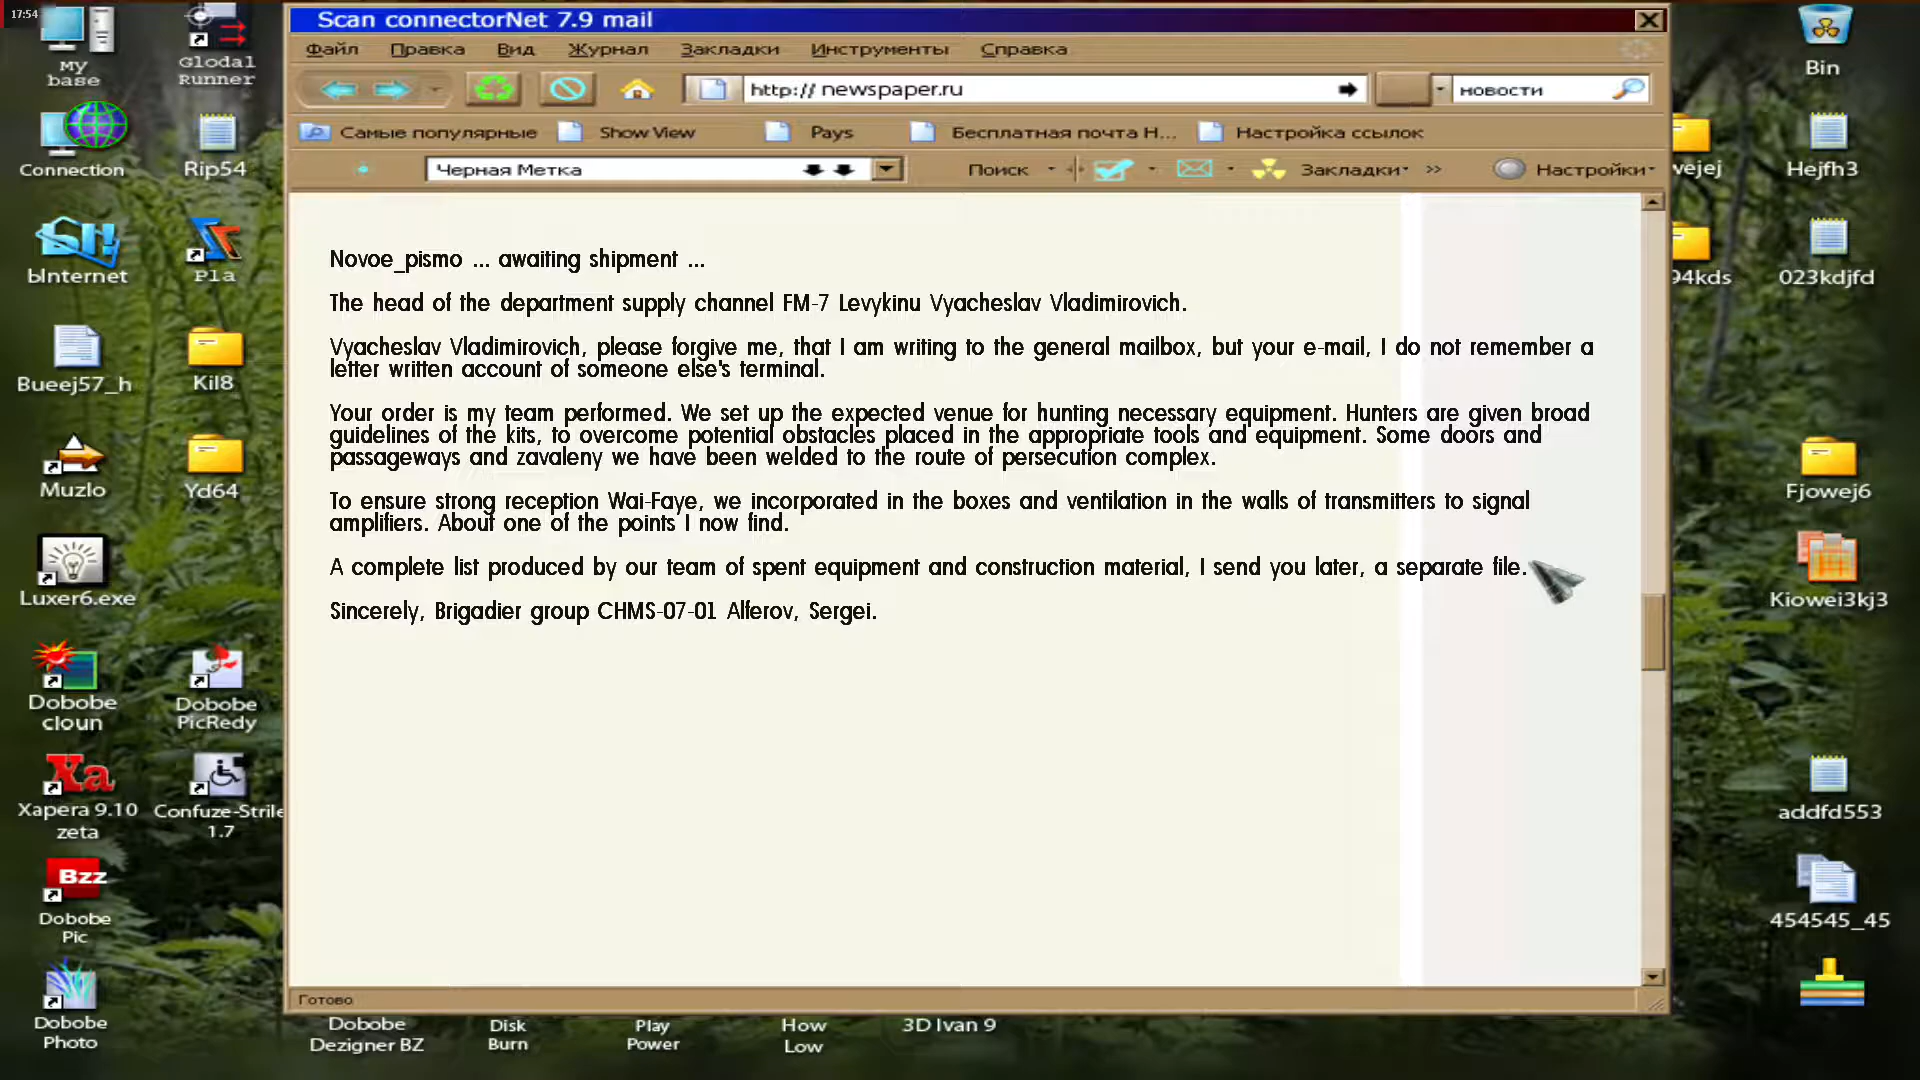 17:54
Scan connectorNet 7.9 mail
Файл Правка Вид Журнал Закладки Инструменты Справка
http:// newspaper.ru
новости
Самые популярные Show View Pays Бесплатная почта Н... Настройка ссылок
Черная Метка
Поиск Закладки Настройки
Novoe_pismo ... awaiting shipment ...
The head of the department supply channel FM-7 Levykinu Vyacheslav Vladimirovich.
Vyacheslav Vladimirovich, please forgive me, that I am writing to the general mailbox, but your e-mail, I do not remember a
letter written account of someone else's terminal.
Your order is my team performed. We set up the expected venue for hunting necessary equipment. Hunters are given broad
guidelines of the kits, to overcome potential obstacles placed in the appropriate tools and equipment. Some doors and
passageways and zavaleny we have been welded to the route of persecution complex.
To ensure strong reception Wai-Faye, we incorporated in the boxes and ventilation in the walls of transmitters to signal
amplifiers. About one of the points I now find.
A complete list produced by our team of spent equipment and construction material, I send you later, a separate file.
Sincerely, Brigadier group CHMS-07-01 Alferov, Sergei.
Готово
My
base
Glodal
Runner
Connection
Rip54
ЫInternet
Pla
Bueej57_h
Kil8
Muzlo
Yd64
Luxer6.exe
Dobobe
cloun
Dobobe
PicRedy
Xa
Xapera 9.10
zeta
Confuze-Strile
1.7
Bzz
Dobobe
Pic
Dobobe
Photo
Dobobe
Dezigner BZ
Disk
Burn
Play
Power
How
Low
3D Ivan 9
Bin
wejej
Hejfh3
94kds
023kdjfd
Fjowej6
Kiowei3kj3
addfd553
454545_45